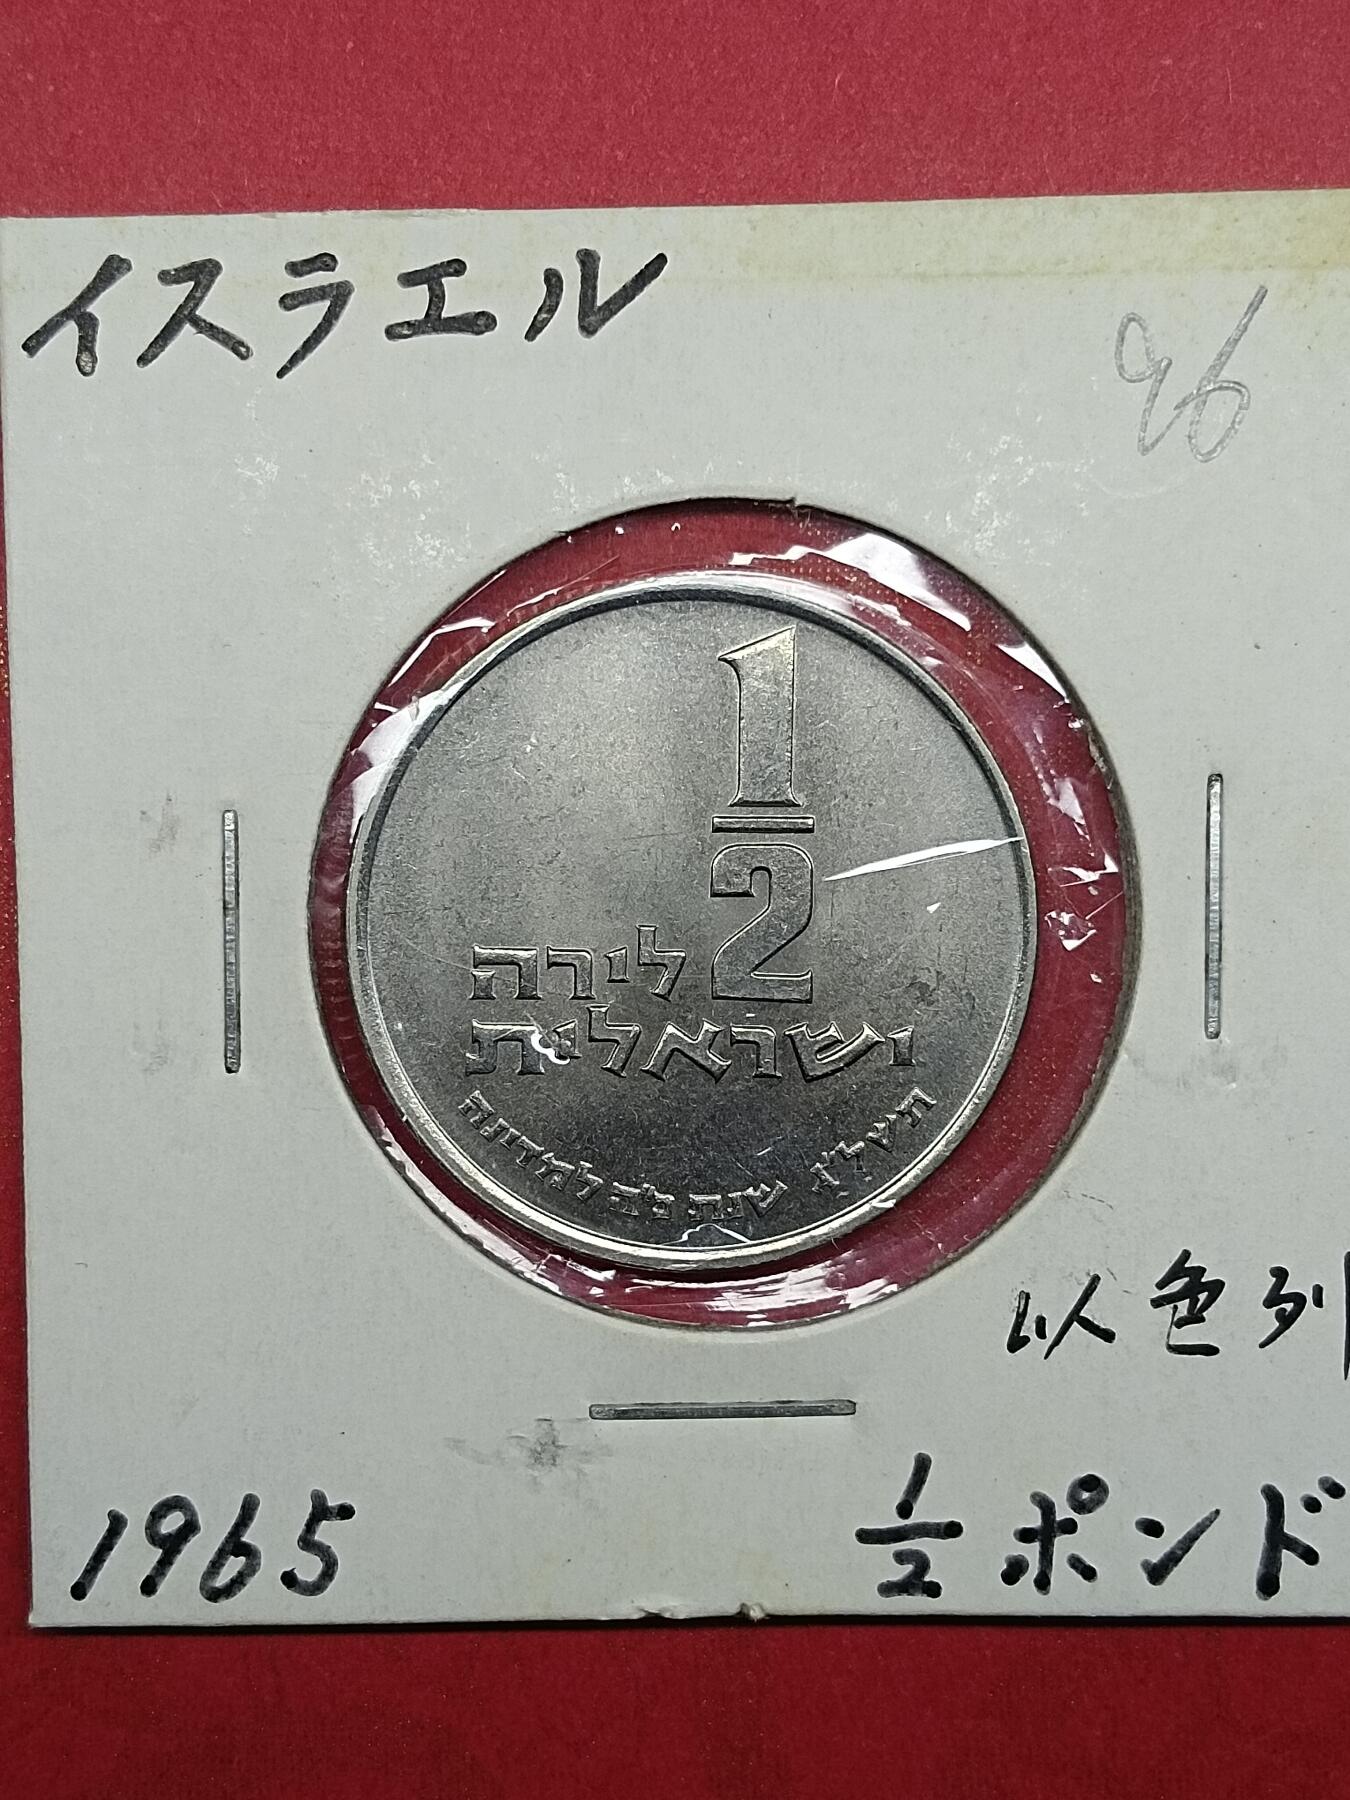 イスラエル
96
1
2 לירה
ישראלית
תשל"ג שנת כ"ה למדינה
以色列
1965
1/2 ポンド